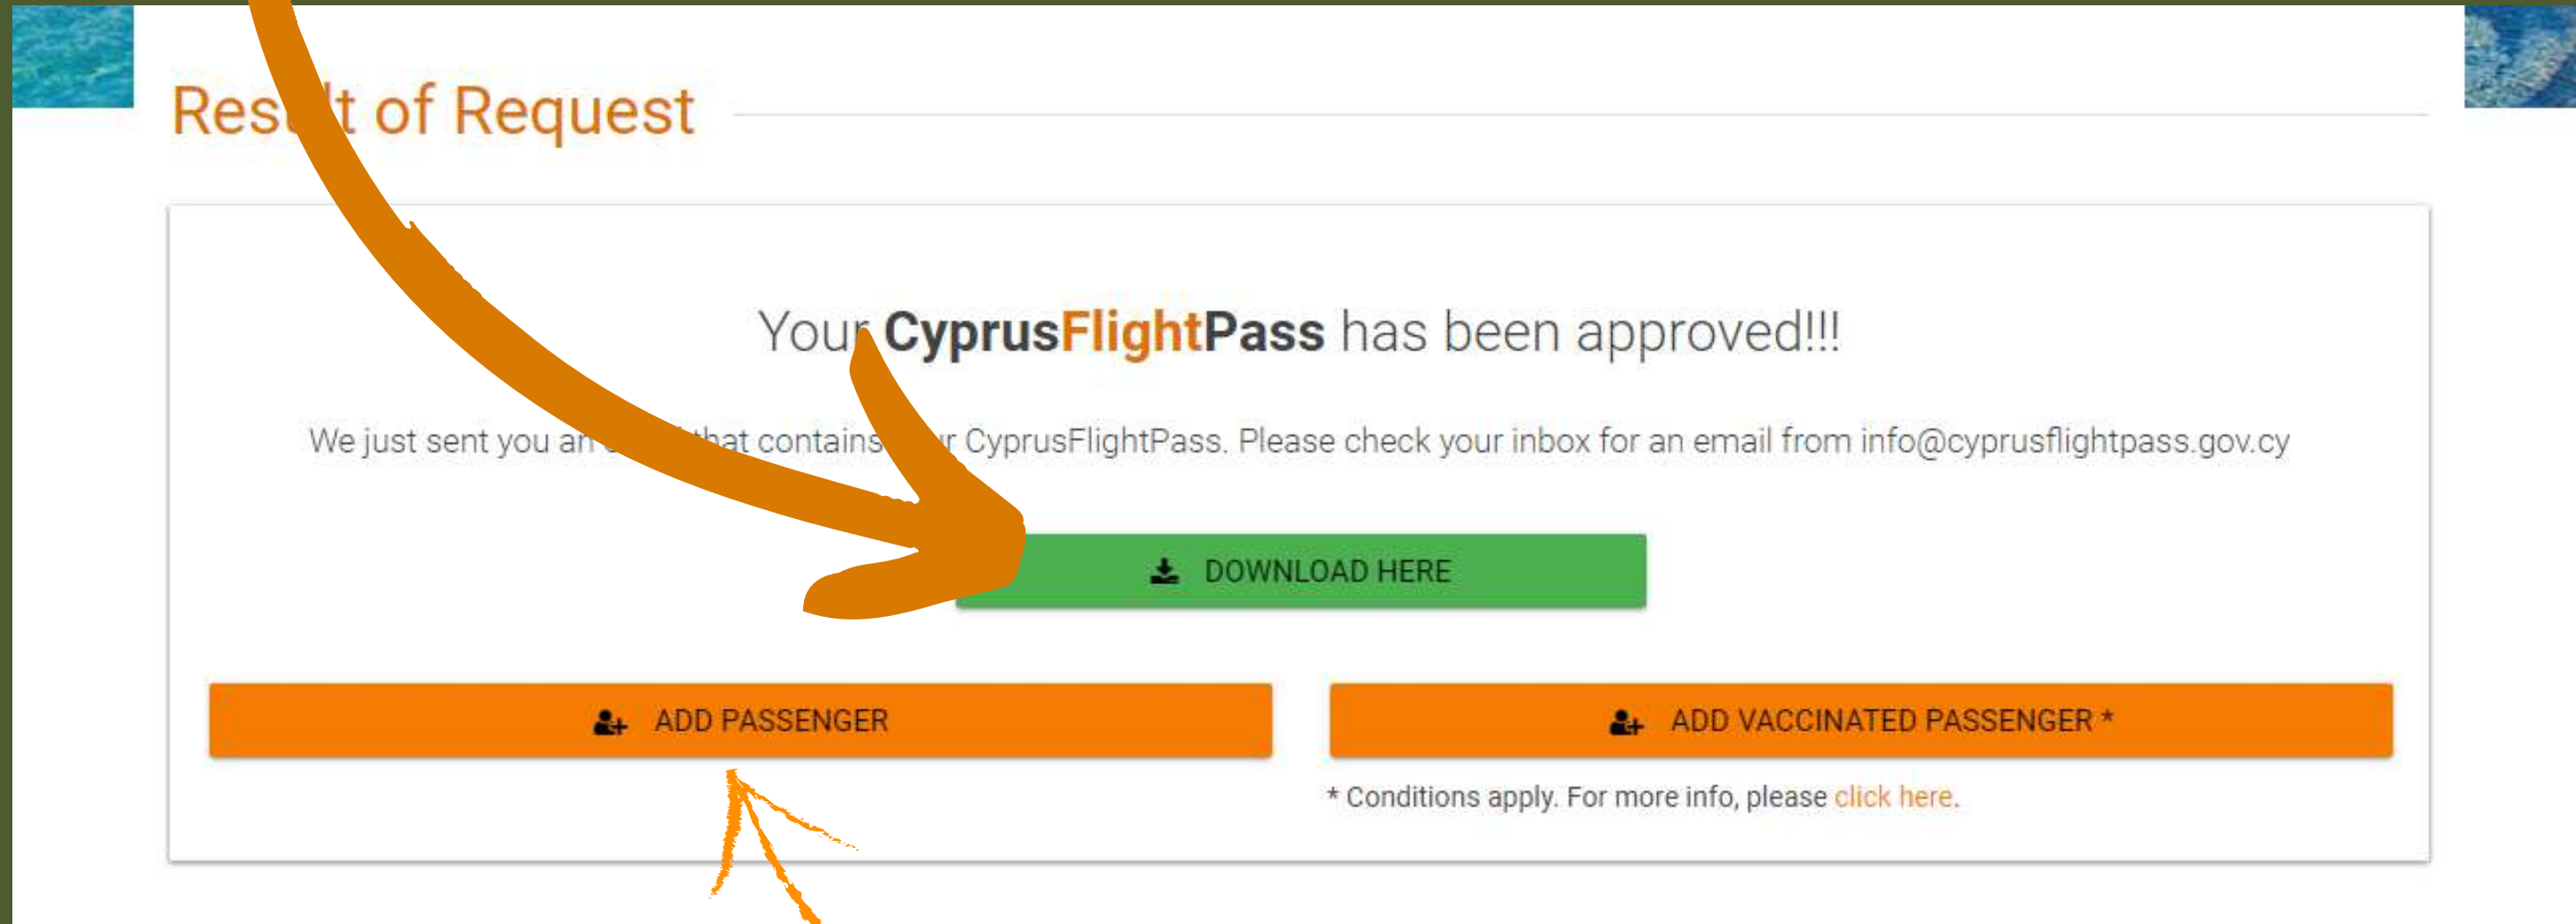 Result of Request
Your CyprusFlightPass has been approved!!!
We just sent you an that contains CyprusFlightPass. Please check your inbox for an email from info@cyprusflightpass.gov.cy
DOWNLOAD HERE
ADD PASSENGER
ADD VACCINATED PASSENGER *
* Conditions apply. For more info, please click here.